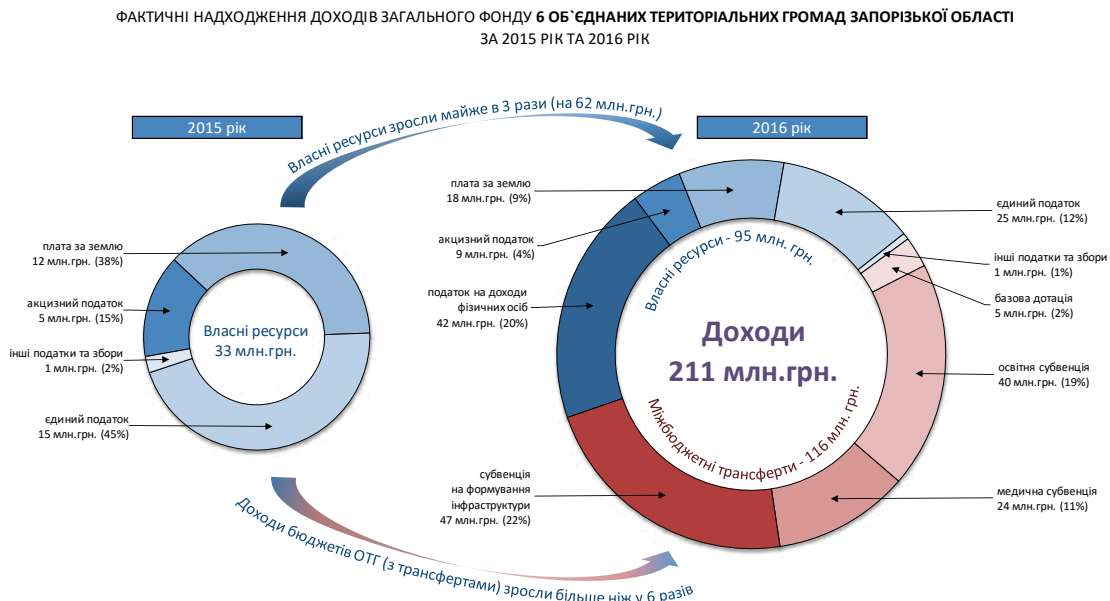 ФАКТИЧНІ НАДХОДЖЕННЯ ДОХОДІВ ЗАГАЛЬНОГО ФОНДУ 6 ОБ`ЄДНАНИХ ТЕРИТОРІАЛЬНИХ ГРОМАД ЗАПОРІЗЬКОЇ ОБЛАСТІ
ЗА 2015 РІК ТА 2016 РІК
Власні ресурси зросли майже в 3 рази (на 62 млн.грн.)
2015 рік
плата за землю
12 млн.грн. (38%)
акцизний податок
5 млн.грн. (15%)
інші податки та збори
1 млн.грн. (2%)
єдиний податок
15 млн.грн. (45%)
Власні ресурси
33 млн.грн.
2016 рік
плата за землю
18 млн.грн. (9%)
акцизний податок
9 млн.грн. (4%)
податок на доходи
фізичних осіб
42 млн.грн. (20%)
субвенція
на формування
інфраструктури
47 млн.грн. (22%)
Власні ресурси - 95 млн. грн.
Доходи
211 млн.грн.
Міжбюджетні трансферти - 116 млн. грн.
єдиний податок
25 млн.грн. (12%)
інші податки та збори
1 млн.грн. (1%)
базова дотація
5 млн.грн. (2%)
освітня субвенція
40 млн.грн. (19%)
медична субвенція
24 млн.грн. (11%)
Доходи бюджетів ОТГ (з трансфертами) зросли більше ніж у 6 разів